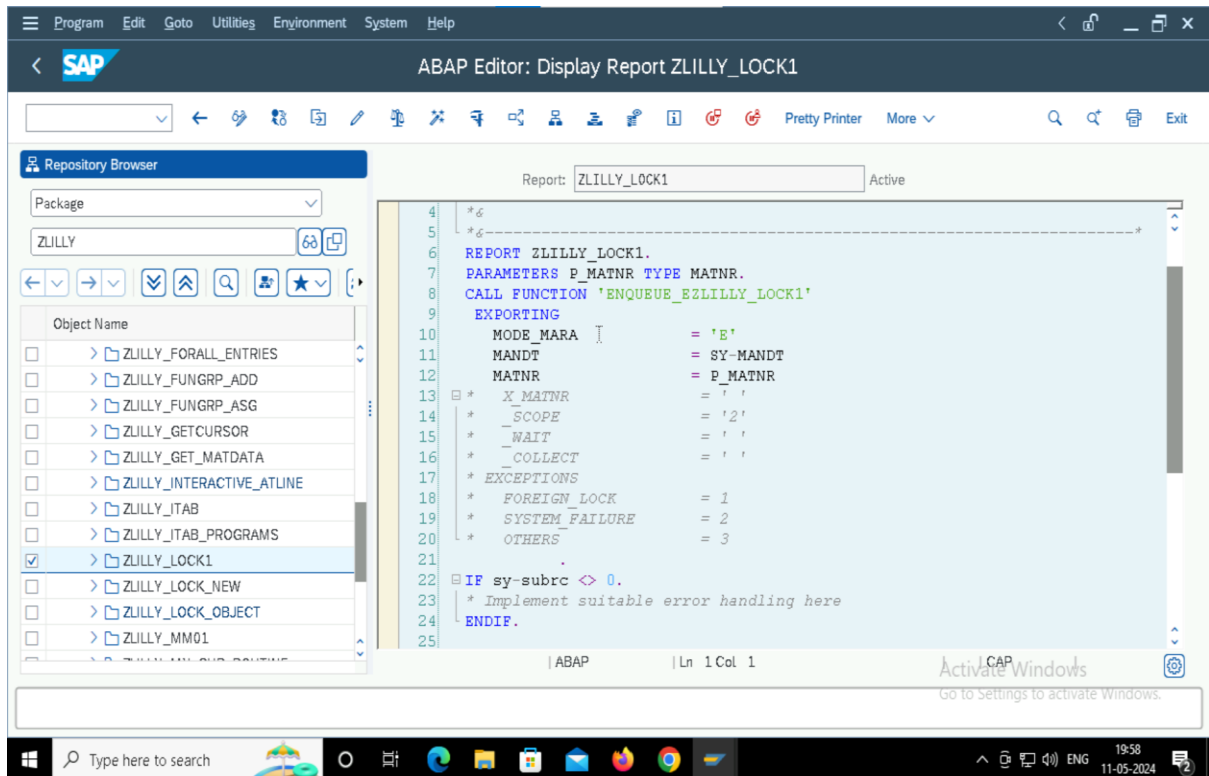 Program Edit Goto Utilities Environment System Help
SAP
ABAP Editor: Display Report ZLILLY_LOCK1
Pretty Printer More Exit
Repository Browser
Report: ZLILLY_LOCK1 Active
Package
ZLILLY
Object Name
ZLILLY_FORALL_ENTRIES
ZLILLY_FUNGRP_ADD
ZLILLY_FUNGRP_ASG
ZLILLY_GETCURSOR
ZLILLY_GET_MATDATA
ZLILLY_INTERACTIVE_ATLINE
ZLILLY_ITAB
ZLILLY_ITAB_PROGRAMS
ZLILLY_LOCK1
ZLILLY_LOCK_NEW
ZLILLY_LOCK_OBJECT
ZLILLY_MM01
4 *&
5 *&---------------------------------------------------------------------*
6 REPORT ZLILLY_LOCK1.
7 PARAMETERS P_MATNR TYPE MATNR.
8 CALL FUNCTION 'ENQUEUE_EZLILLY_LOCK1'
9 EXPORTING
10 MODE_MARA = 'E'
11 MANDT = SY-MANDT
12 MATNR = P_MATNR
13 * X_MATNR = ' '
14 * _SCOPE = '2'
15 * _WAIT = ' '
16 * _COLLECT = ' '
17 * EXCEPTIONS
18 * FOREIGN_LOCK = 1
19 * SYSTEM_FAILURE = 2
20 * OTHERS = 3
21 .
22 IF sy-subrc <> 0.
23 * Implement suitable error handling here
24 ENDIF.
25
ABAP Ln 1 Col 1 CAP
Activate Windows
Go to Settings to activate Windows.
Type here to search
ENG
19:58
11-05-2024
2